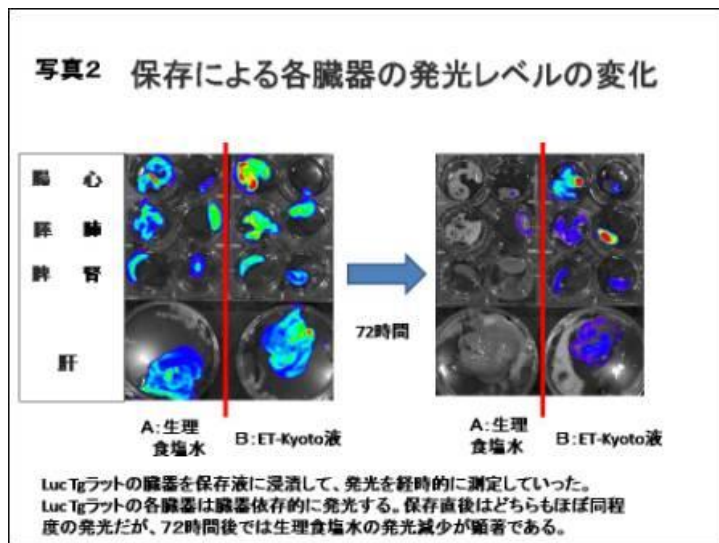 写真2 保存による各臓器の発光レベルの変化
腸 心
膵 肺
脾 腎
肝
72時間
A:生理
食塩水
B:ET-Kyoto液
A:生理
食塩水
B:ET-Kyoto液
Luc Tgラットの臓器を保存液に浸漬して、発光を経時的に測定していった。
Luc Tgラットの各臓器は臓器依存的に発光する。保存直後はどちらもほぼ同程
度の発光だが、72時間後では生理食塩水の発光減少が顕著である。